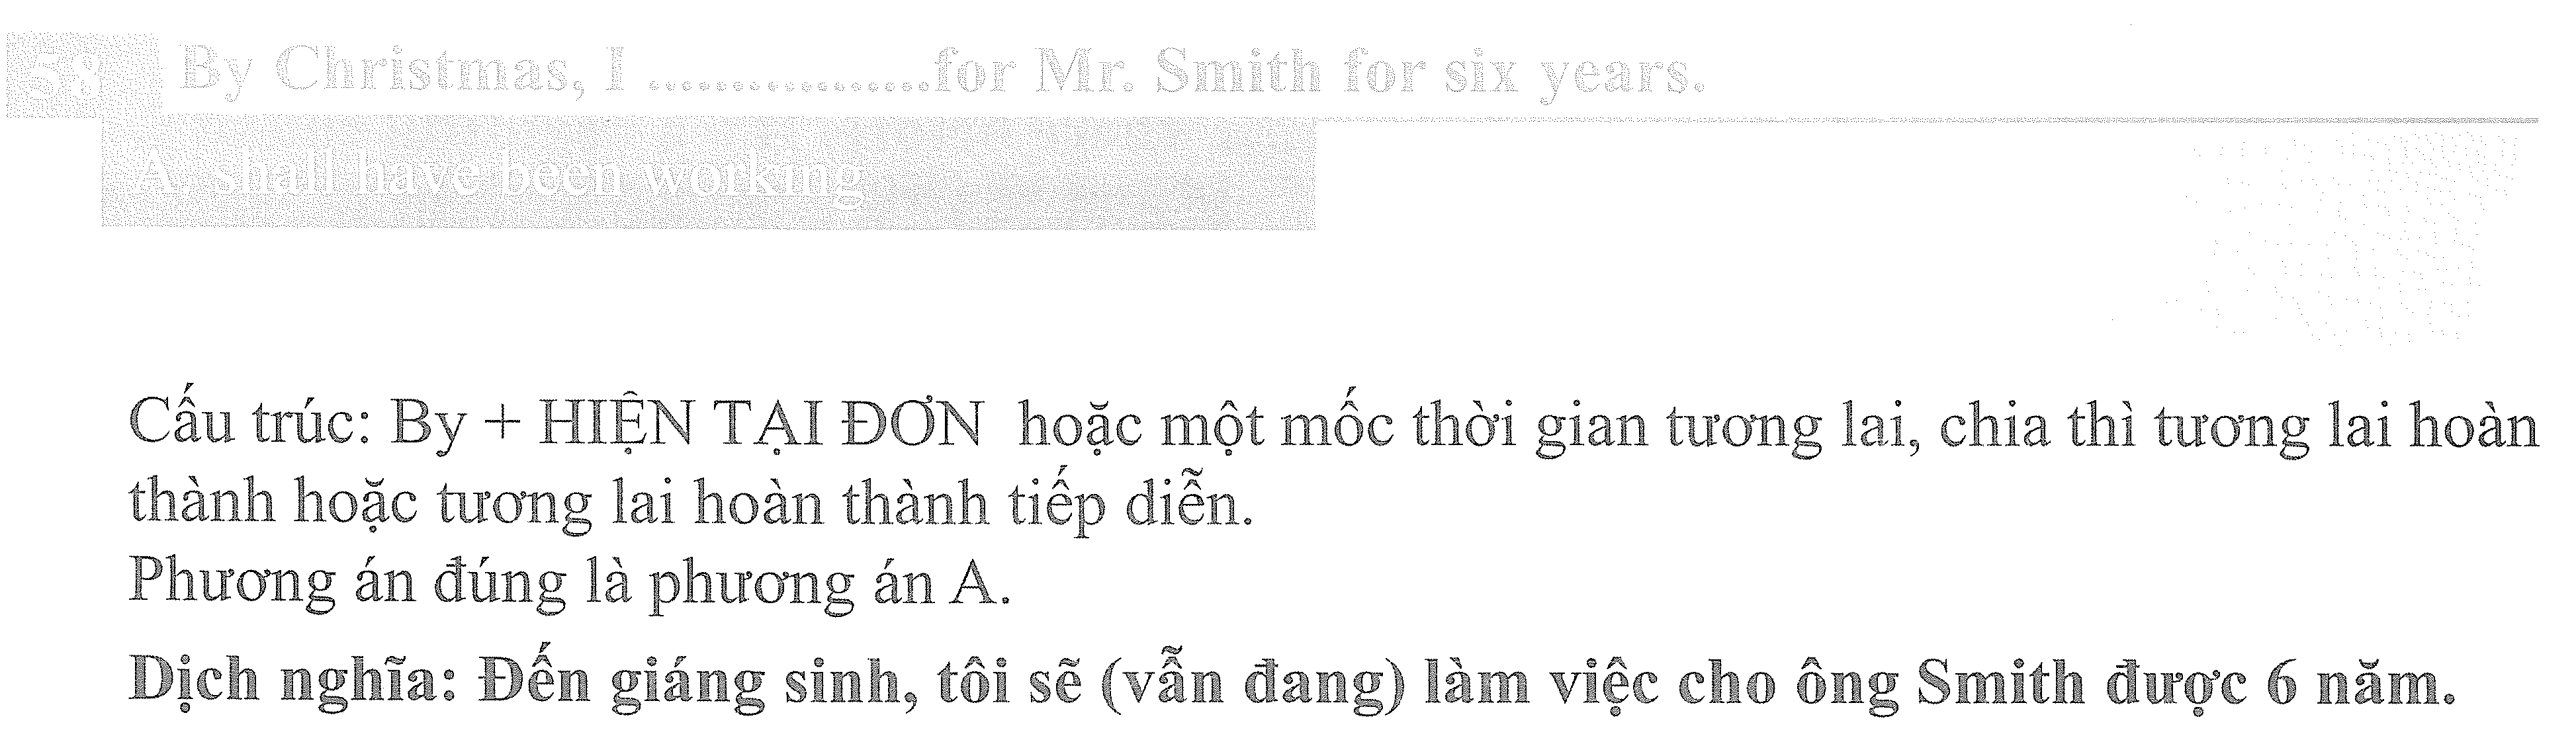 58 By Christmas, I .................for Mr. Smith for six years.
A. shall have been working
Cấu trúc: By + HIỆN TẠI ĐƠN hoặc một mốc thời gian tương lai, chia thì tương lai hoàn
thành hoặc tương lai hoàn thành tiếp diễn.
Phương án đúng là phương án A.
Dịch nghĩa: Đến giáng sinh, tôi sẽ (vẫn đang) làm việc cho ông Smith được 6 năm.